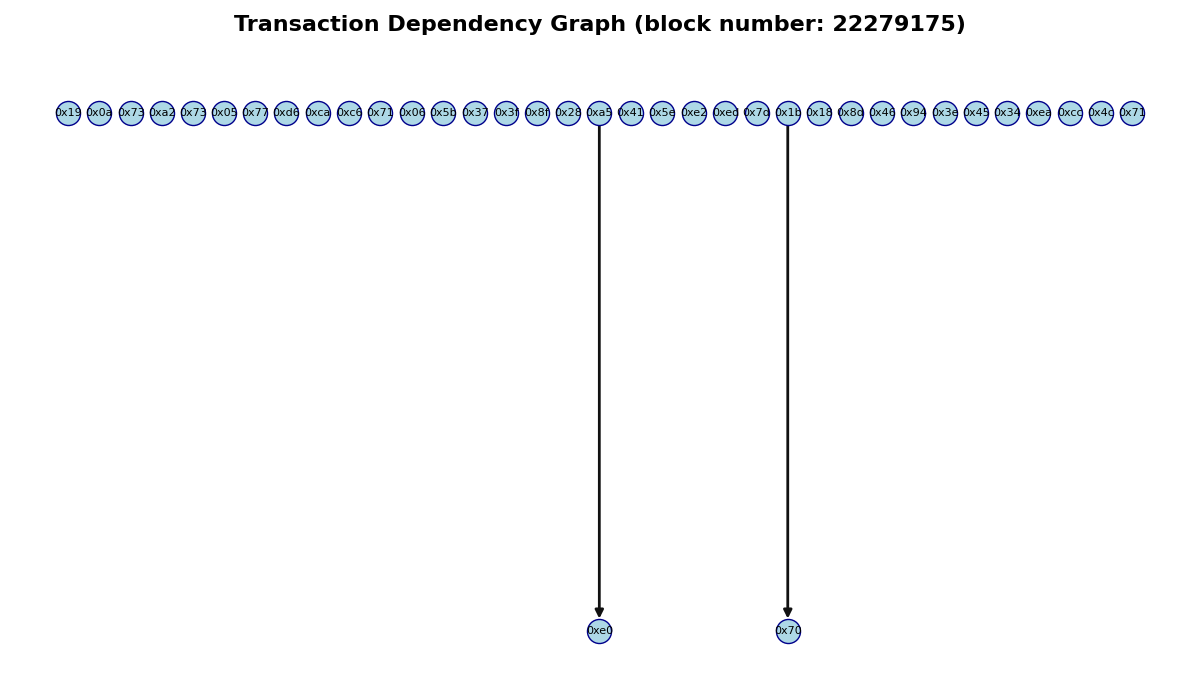 Transaction Dependency Graph (block number: 22279175)
0x19 0x0a 0x73 0xa2 0x73 0x05 0x77 0xd6 0xca 0xc6 0x71 0x06 0x5b 0x37 0x3f 0x8f 0x28 0xa5 0x41 0x5e 0xe2 0xed 0x7d 0x1b 0x18 0x8d 0x46 0x94 0x3e 0x45 0x34 0xea 0xcc 0x4c 0x71
0xe0 0x70